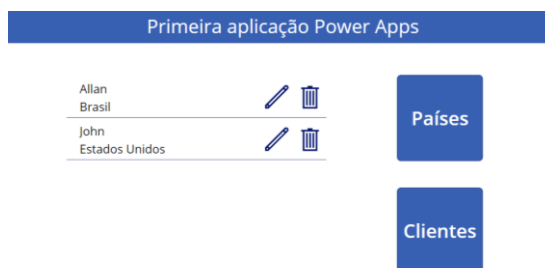 Primeira aplicação Power Apps
Allan
Brasil
John
Estados Unidos
Países
Clientes